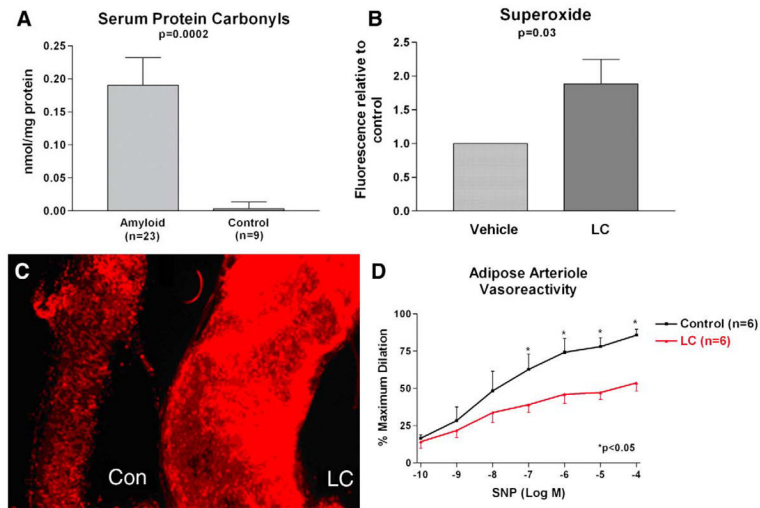 A
Serum Protein Carbonyls
p=0.0002
nmol/mg protein
0.25
0.20
0.15
0.10
0.05
0.00
Amyloid
(n=23)
Control
(n=9)
B
Superoxide
p=0.03
Fluorescence relative to
control
2.5
2.0
1.5
1.0
0.5
0.0
Vehicle
LC
C
Con
LC
D
Adipose Arteriole
Vasoreactivity
% Maximum Dilation
100
75
50
25
0
* * * *
Control (n=6)
LC (n=6)
*p<0.05
-10 -9 -8 -7 -6 -5 -4
SNP (Log M)